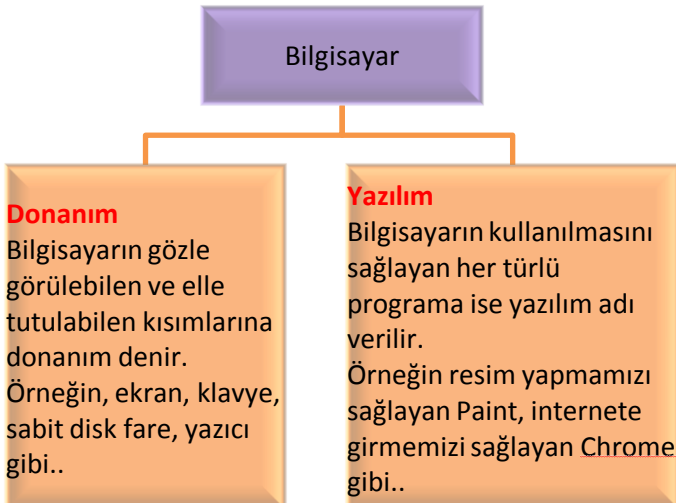 Bilgisayar
Donanım
Bilgisayarın gözle
görülebilen ve elle
tutulabilen kısımlarına
donanım denir.
Örneğin, ekran, klavye,
sabit disk fare, yazıcı
gibi..
Yazılım
Bilgisayarın kullanılmasını
sağlayan her türlü
programa ise yazılım adı
verilir.
Örneğin resim yapmamızı
sağlayan Paint, internete
girmemizi sağlayan Chrome
gibi..